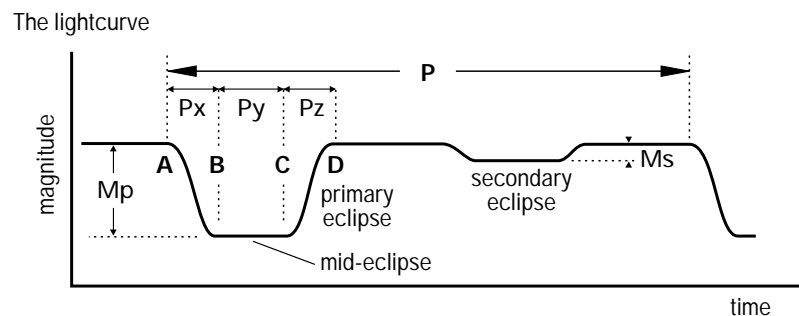 The lightcurve
P
Px Py Pz
A B C D
Mp
Ms
primary
eclipse
secondary
eclipse
mid-eclipse
magnitude
time